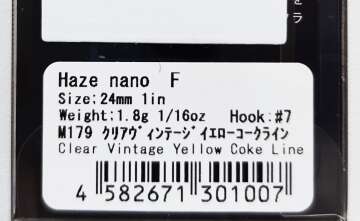 Haze nano F
Size:24mm 1in
Weight:1.8g 1/16oz Hook:#7
M179 ｸﾘｱｳﾞｨﾝﾃｰｼﾞｲｴﾛｰｺｰｸﾗｲﾝ
Clear Vintage Yellow Coke Line
4 582671 301007